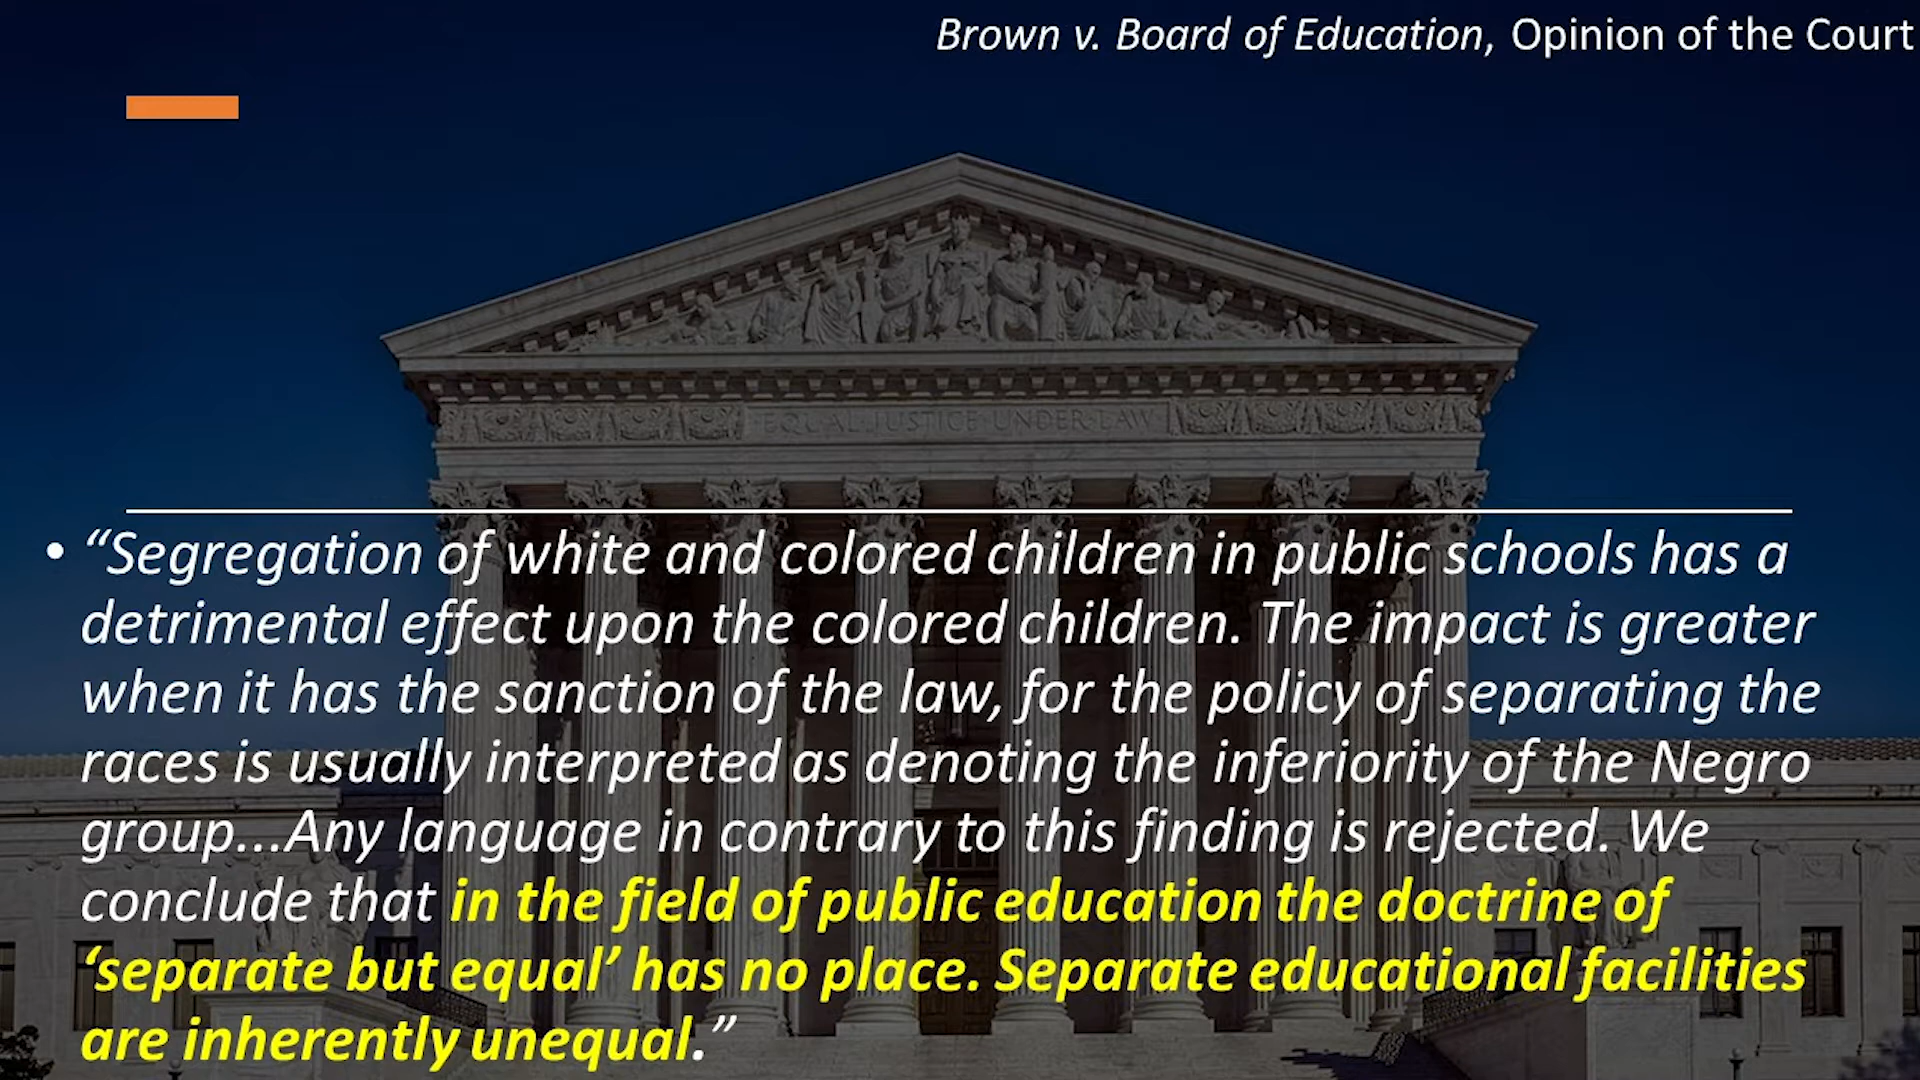 Brown v. Board of Education, Opinion of the Court
EQUAL JUSTICE UNDER LAW
• “Segregation of white and colored children in public schools has a
detrimental effect upon the colored children. The impact is greater
when it has the sanction of the law, for the policy of separating the
races is usually interpreted as denoting the inferiority of the Negro
group...Any language in contrary to this finding is rejected. We
conclude that in the field of public education the doctrine of
‘separate but equal’ has no place. Separate educational facilities
are inherently unequal.”